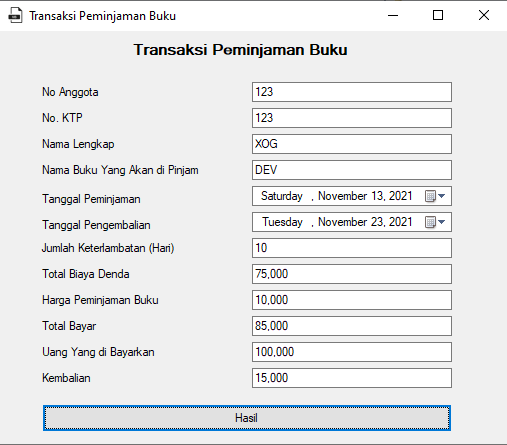 Transaksi Peminjaman Buku
Transaksi Peminjaman Buku
No Anggota 123
No. KTP 123
Nama Lengkap XOG
Nama Buku Yang Akan di Pinjam DEV
Tanggal Peminjaman Saturday , November 13, 2021
Tanggal Pengembalian Tuesday , November 23, 2021
Jumlah Keterlambatan (Hari) 10
Total Biaya Denda 75,000
Harga Peminjaman Buku 10,000
Total Bayar 85,000
Uang Yang di Bayarkan 100,000
Kembalian 15,000
Hasil